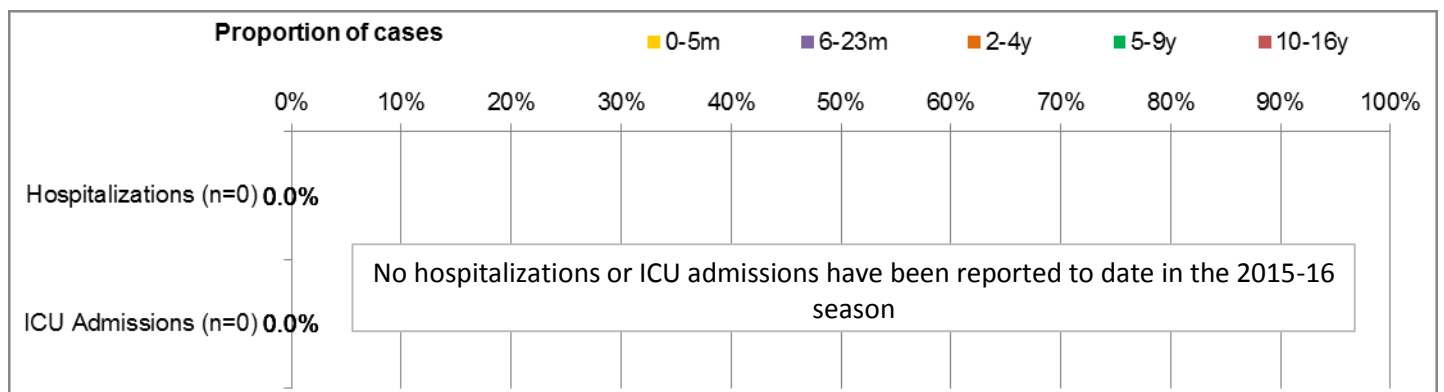 Proportion of cases
0-5m 6-23m 2-4y 5-9y 10-16y
0% 10% 20% 30% 40% 50% 60% 70% 80% 90% 100%
Hospitalizations (n=0) 0.0%
No hospitalizations or ICU admissions have been reported to date in the 2015-16
season
ICU Admissions (n=0) 0.0%